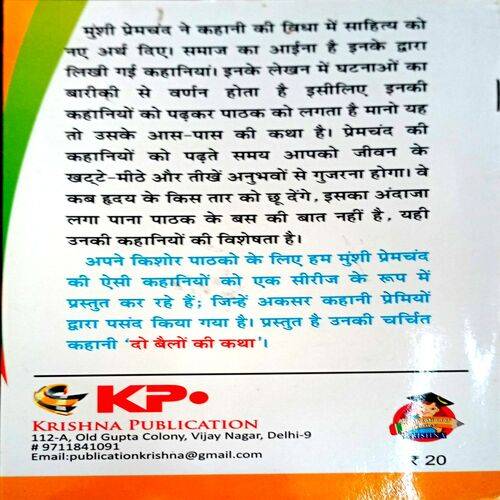 मुंशी प्रेमचंद ने कहानी की विधा में साहित्य को
नए अर्थ दिए। समाज का आईना है इनके द्वारा
लिखी गई कहानियां। इनके लेखन में घटनाओं का
बारीकी से वर्णन होता है इसीलिए इनकी
कहानियों को पढ़कर पाठक को लगता है मानो यह
तो उसके आस-पास की कथा है। प्रेमचंद की
कहानियों को पढ़ते समय आपको जीवन के
खट्टे-मीठे और तीखें अनुभवों से गुजरना होगा। वे
कब हृदय के किस तार को छू देंगे, इसका अंदाजा
लगा पाना पाठक के बस की बात नहीं है, यही
उनकी कहानियों की विशेषता है।
अपने किशोर पाठको के लिए हम मुंशी प्रेमचंद
की ऐसी कहानियों को एक सीरीज के रूप में
प्रस्तुत कर रहे हैं; जिन्हें अकसर कहानी प्रेमियों
द्वारा पसंद किया गया है। प्रस्तुत है उनकी चर्चित
कहानी 'दो बैलों की कथा'।
KP
KRISHNA PUBLICATION
112-A, Old Gupta Colony, Vijay Nagar, Delhi-9
# 9711841091
Email:publicationkrishna@gmail.com
KRISHNA
₹ 20